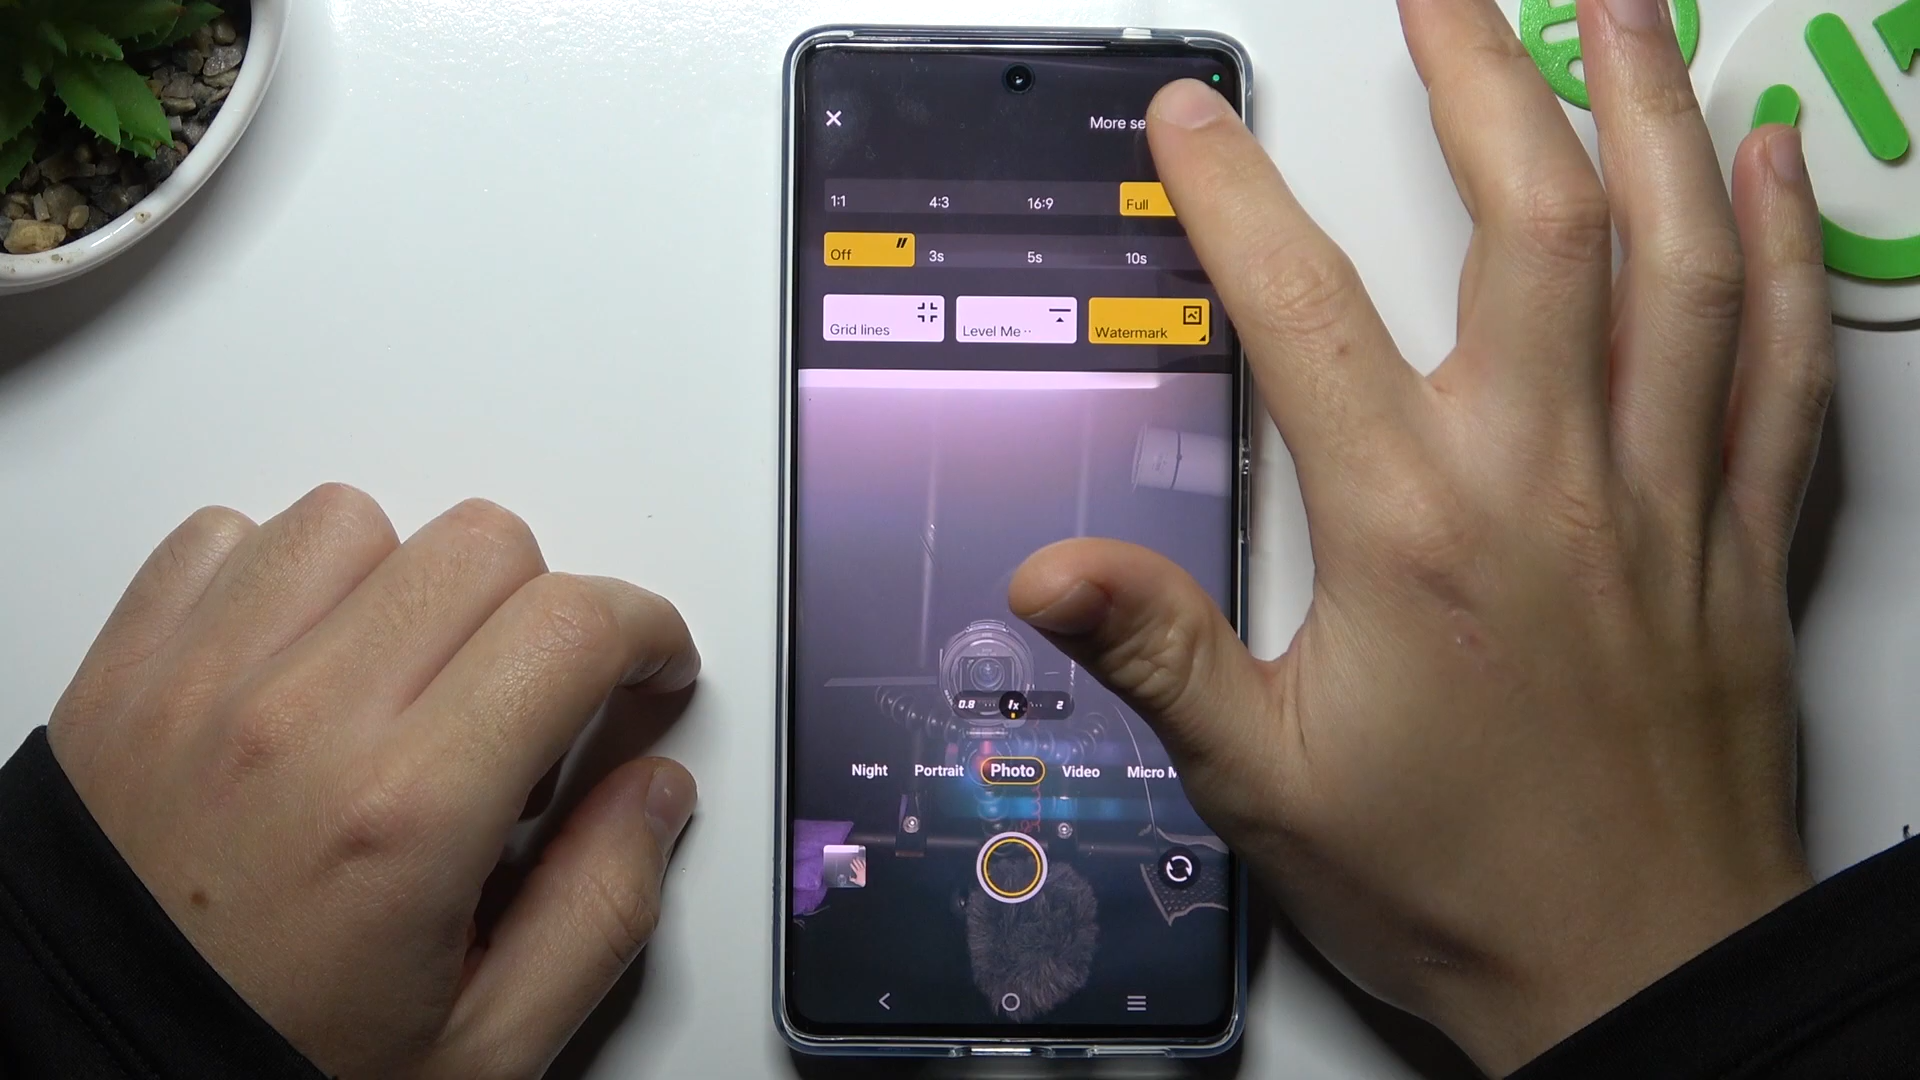 More se
1:1 4:3 16:9 Full
Off 3s 5s 10s
Grid lines Level Me·· Watermark
0.8 1x 2
Night Portrait Photo Video Micro M